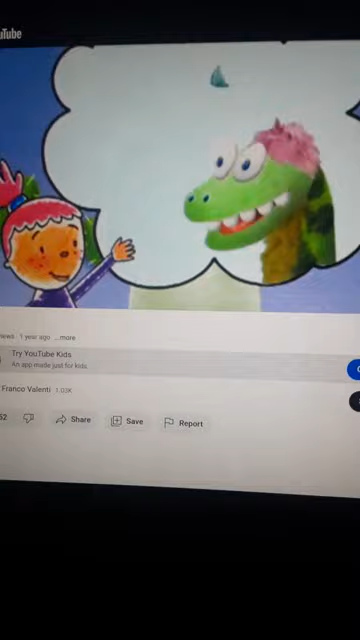 uTube
iews · 1 year ago ...more
Try YouTube Kids
An app made just for kids
Franco Valenti 1.03K
52 Share Save Report